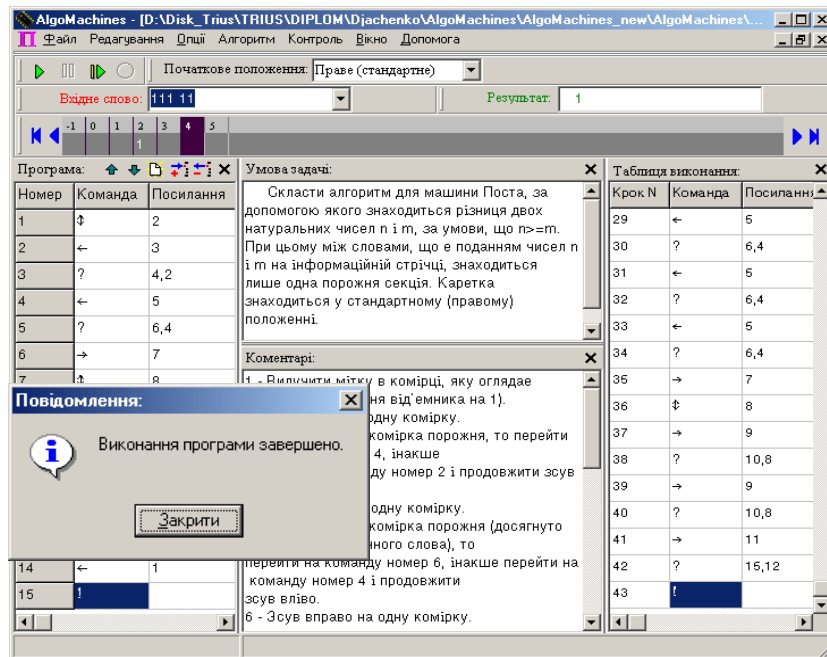 AlgoMachines - [D:\Disk_Trius\TRIUS\DIPLOM\Djachenko\AlgoMachines\AlgoMachines_new\AlgoMachines\...
Файл Редагування Опції Алгоритм Контроль Вікно Допомога
Початкове положення: Праве (стандартне)
Вхідне слово: 111 11 Результат: 1
-1 0 1 2 3 4 5
1
Програма:
Номер Команда Посилання
1 ⇕ 2
2 ← 3
3 ? 4,2
4 ← 5
5 ? 6,4
6 → 7
7 ⇕ 8
14 ← 1
15 !
Умова задачі:
Скласти алгоритм для машини Поста, за
допомогою якого знаходиться різниця двох
натуральних чисел n і m, за умови, що n>=m.
При цьому між словами, що є поданням чисел n
і m на інформаційній стрічці, знаходиться
лише одна порожня секція. Каретка
знаходиться у стандартному (правому)
положенні.
Коментарі:
1 - Вилучити мітку в комірці, яку оглядає
ня від'ємника на 1).
одну комірку.
комірка порожня, то перейти
4, інакше
ду номер 2 і продовжити зсув
одну комірку.
комірка порожня (досягнуто
нного слова), то
перейти на команду номер 6, інакше перейти на
команду номер 4 і продовжити
зсув вліво.
6 - Зсув вправо на одну комірку.
Таблиця виконання:
Крок N Команда Посилання
29 ← 5
30 ? 6,4
31 ← 5
32 ? 6,4
33 ← 5
34 ? 6,4
35 → 7
36 ⇕ 8
37 → 9
38 ? 10,8
39 → 9
40 ? 10,8
41 → 11
42 ? 15,12
43 !
Повідомлення:
Виконання програми завершено.
Закрити